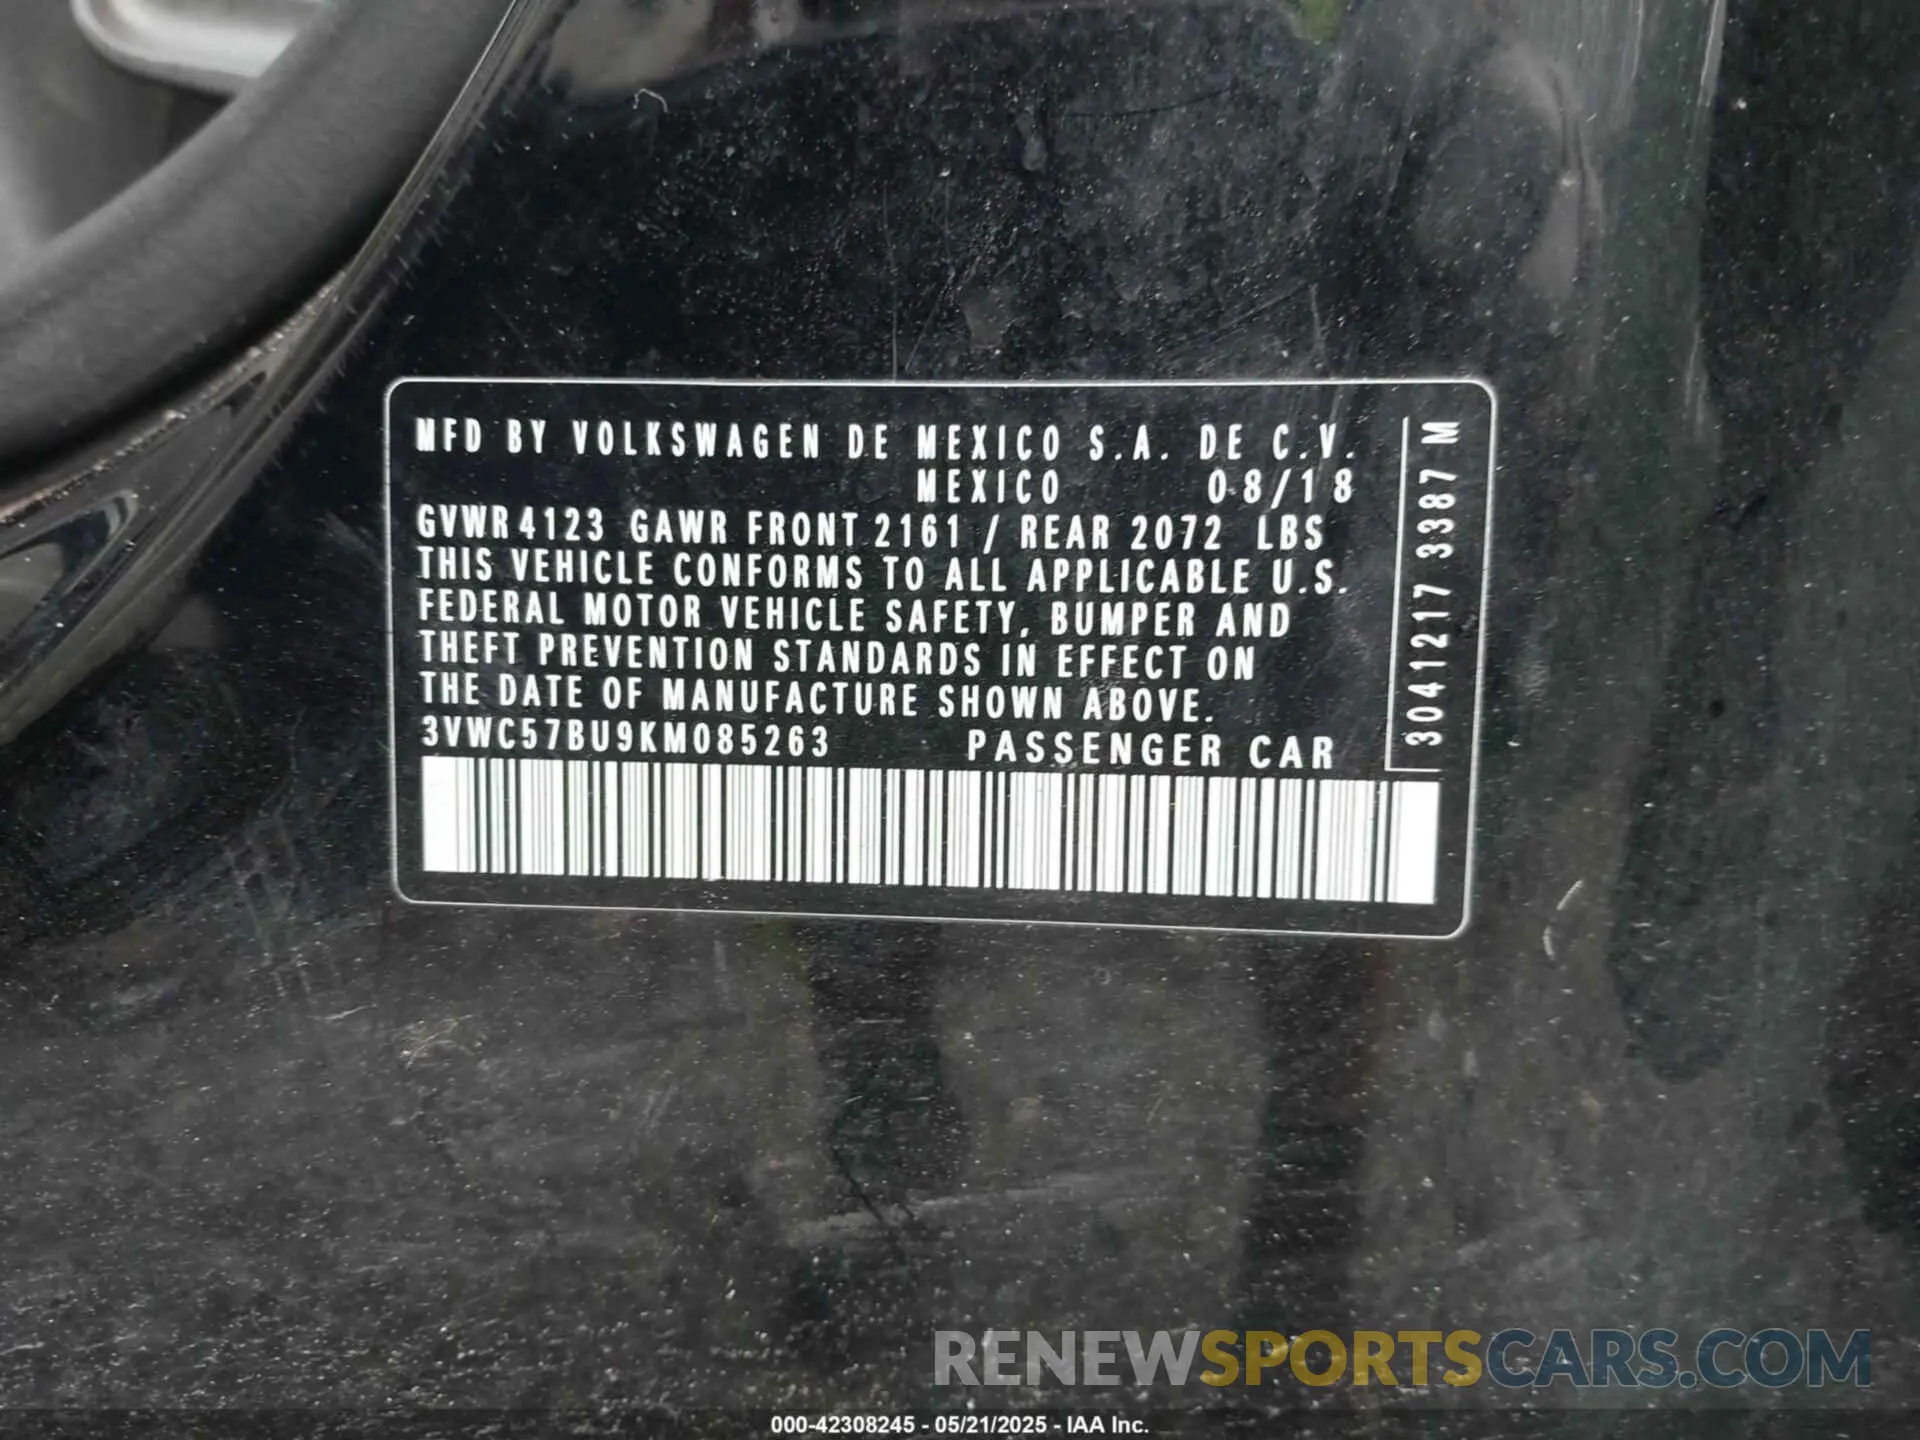 MFD BY VOLKSWAGEN DE MEXICO S.A. DE C.V.
MEXICO 08/18
GVWR 4123 GAWR FRONT 2161 / REAR 2072 LBS
THIS VEHICLE CONFORMS TO ALL APPLICABLE U.S.
FEDERAL MOTOR VEHICLE SAFETY, BUMPER AND
THEFT PREVENTION STANDARDS IN EFFECT ON
THE DATE OF MANUFACTURE SHOWN ABOVE.
3VWC57BU9KM085263 PASSENGER CAR
3041217 3387 M
RENEWSPORTSCARS.COM
000-42308245 - 05/21/2025 - IAA Inc.